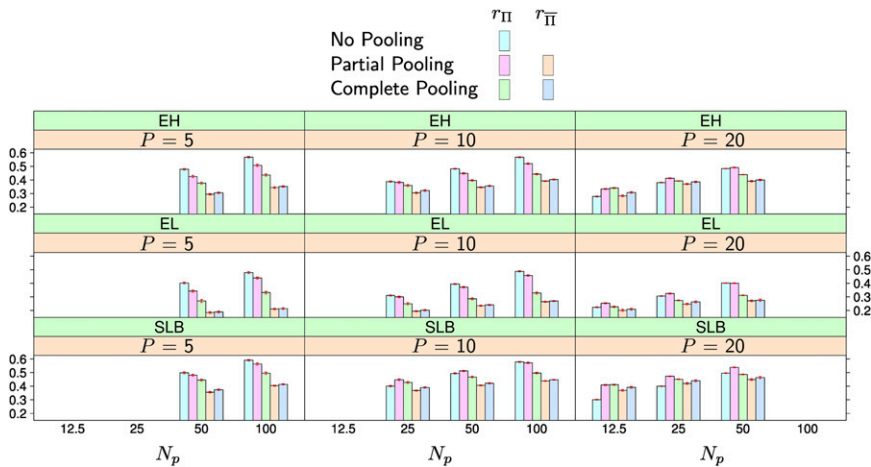 r_Π r_Π̅
No Pooling
Partial Pooling
Complete Pooling
EH EH EH
P = 5 P = 10 P = 20
0.6
0.5
0.4
0.3
0.2
EL EL EL
P = 5 P = 10 P = 20
0.6
0.5
0.4
0.3
0.2
SLB SLB SLB
P = 5 P = 10 P = 20
0.6
0.5
0.4
0.3
0.2
12.5 25 50 100 12.5 25 50 100 12.5 25 50 100
N_p N_p N_p